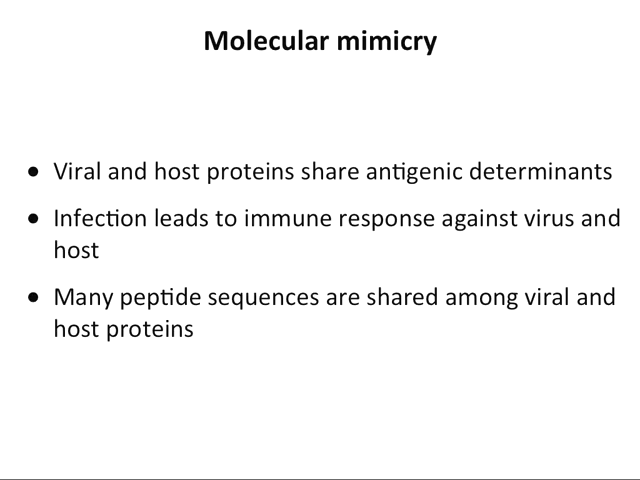 Molecular mimicry
• Viral and host proteins share antigenic determinants
• Infection leads to immune response against virus and
host
• Many peptide sequences are shared among viral and
host proteins